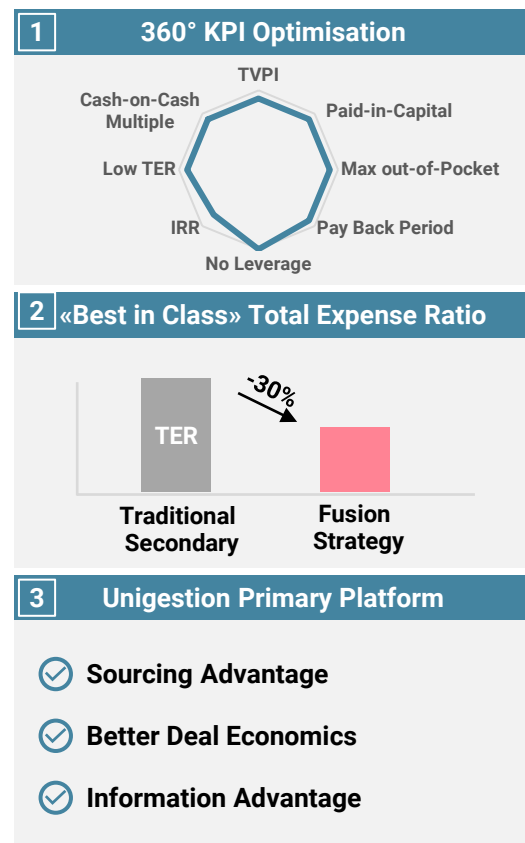 1
360° KPI Optimisation
TVPI
Cash-on-Cash
Multiple
Paid-in-Capital
Low TER
Max out-of-Pocket
IRR
Pay Back Period
No Leverage
2
«Best in Class» Total Expense Ratio
-30%
TER
Traditional
Secondary
Fusion
Strategy
3
Unigestion Primary Platform
Sourcing Advantage
Better Deal Economics
Information Advantage